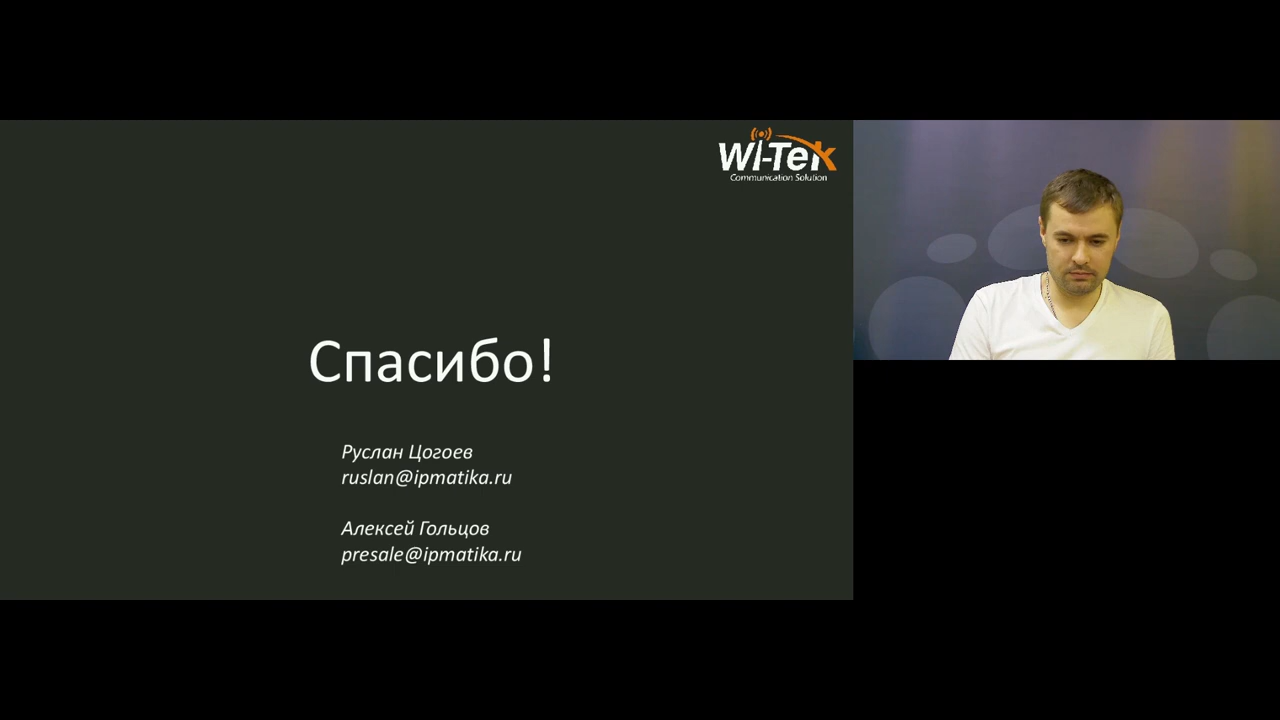 Wi-Tek
Communication Solution
Спасибо!
Руслан Цогоев
ruslan@ipmatika.ru
Алексей Гольцов
presale@ipmatika.ru